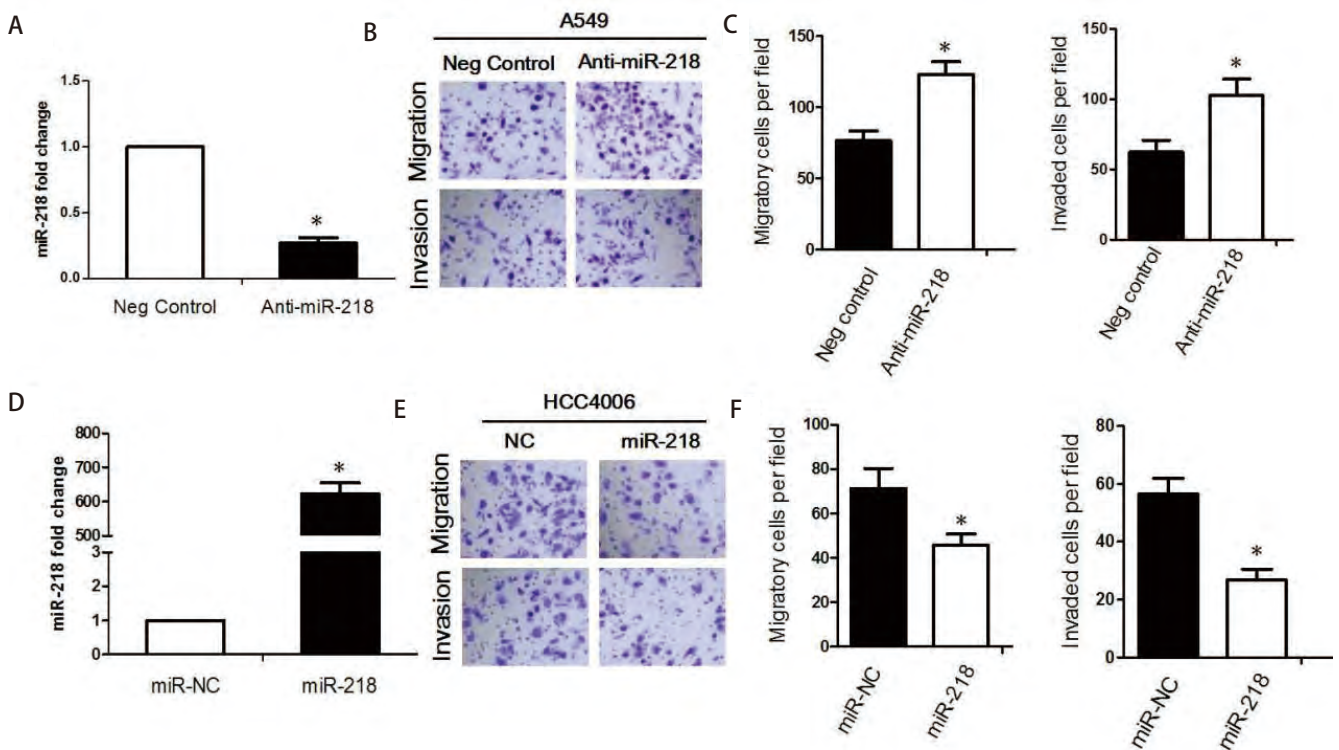 A
miR-218 fold change
1.5
1.0
0.5
0.0
*
Neg Control
Anti-miR-218
B
A549
Neg Control
Anti-miR-218
Migration
Invasion
C
Migratory cells per field
150
100
50
0
*
Neg control
Anti-miR-218
Invaded cells per field
150
100
50
0
*
Neg control
Anti-miR-218
D
miR-218 fold change
800
700
600
500
3
2
1
0
*
miR-NC
miR-218
E
HCC4006
NC
miR-218
Migration
Invasion
F
Migratory cells per field
100
80
60
40
20
0
*
miR-NC
miR-218
Invaded cells per field
80
60
40
20
0
*
miR-NC
miR-218